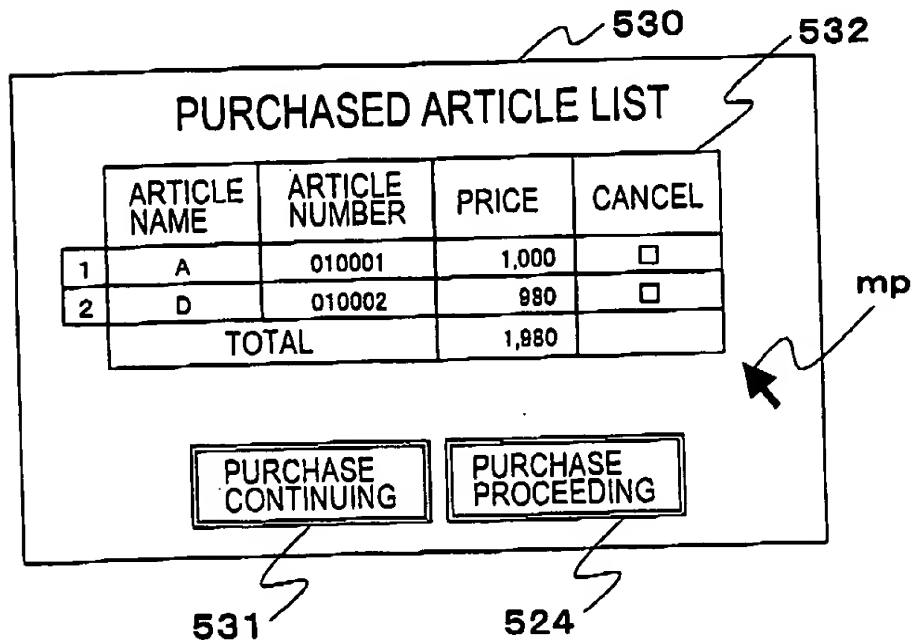 530
532
PURCHASED ARTICLE LIST
ARTICLE NAME ARTICLE NUMBER PRICE CANCEL
1 A 010001 1,000 □
2 D 010002 980 □
TOTAL 1,980
mp
PURCHASE
CONTINUING
PURCHASE
PROCEEDING
531
524